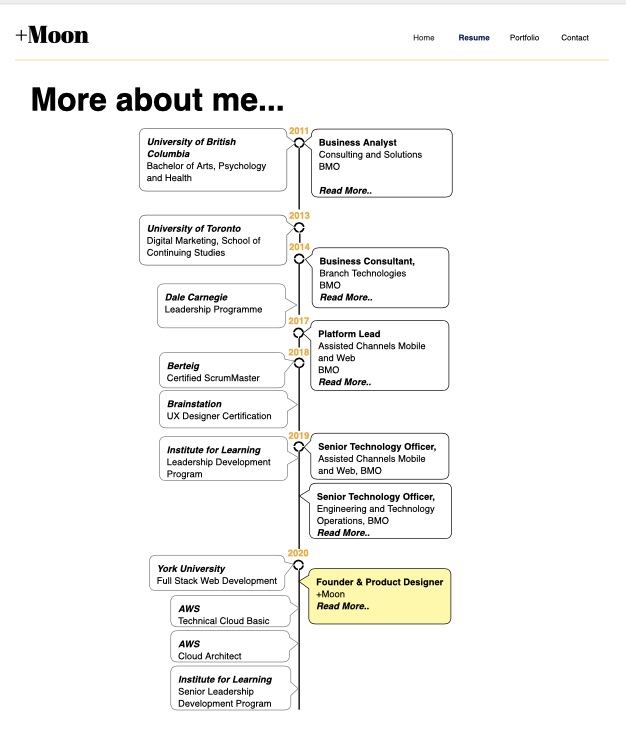 +Moon
Home Resume Portfolio Contact
More about me...
2011
University of British
Columbia
Bachelor of Arts, Psychology
and Health
Business Analyst
Consulting and Solutions
BMO
Read More..
2013
University of Toronto
Digital Marketing, School of
Continuing Studies
2014
Business Consultant,
Branch Technologies
BMO
Read More..
Dale Carnegie
Leadership Programme
2017
Platform Lead
Assisted Channels Mobile
and Web
BMO
Read More..
2018
Berteig
Certified ScrumMaster
Brainstation
UX Designer Certification
2019
Institute for Learning
Leadership Development
Program
Senior Technology Officer,
Assisted Channels Mobile
and Web, BMO
Senior Technology Officer,
Engineering and Technology
Operations, BMO
Read More..
2020
York University
Full Stack Web Development
Founder & Product Designer
+Moon
Read More..
AWS
Technical Cloud Basic
AWS
Cloud Architect
Institute for Learning
Senior Leadership
Development Program